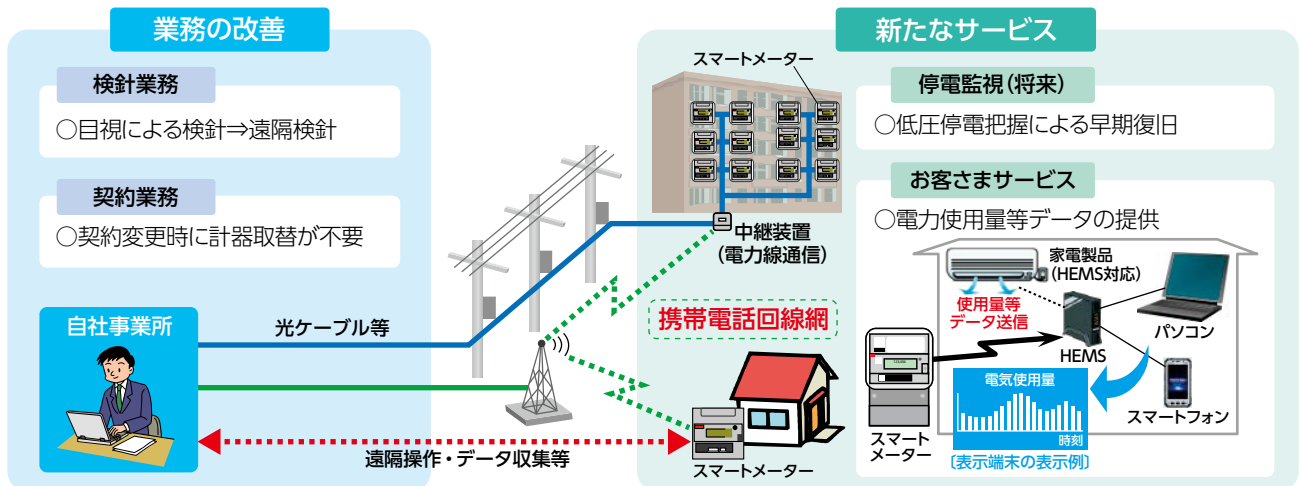 業務の改善
検針業務
○目視による検針⇒遠隔検針
契約業務
○契約変更時に計器取替が不要
自社事業所
光ケーブル等
遠隔操作・データ収集等
新たなサービス
スマートメーター
中継装置
(電力線通信)
携帯電話回線網
スマートメーター
停電監視(将来)
○低圧停電把握による早期復旧
お客さまサービス
○電力使用量等データの提供
家電製品
(HEMS対応)
使用量等
データ送信
パソコン
HEMS
電気使用量
時刻
スマートフォン
スマート
メーター
〔表示端末の表示例〕